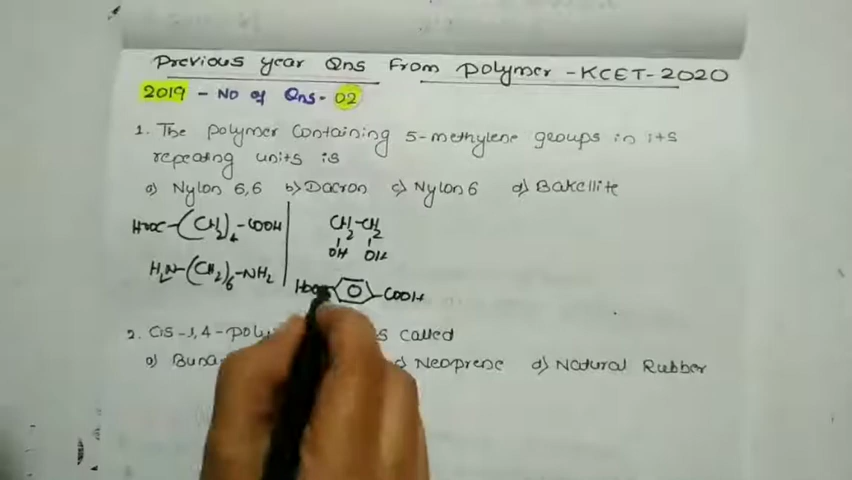 Previous year Qns From polymer - KCET-2020
2019 - No of Qns - 02
1. The polymer containing 5-methylene groups in its
repeating units is
a) Nylon 6,6 b) Dacron c) Nylon 6 d) Bakellite
HOOC-(CH2)4-COOH CH2-CH2
OH OH
H2N-(CH2)6-NH2
COOH
2. Cis-1,4- called
a) c) Neoprene d) Natural Rubber